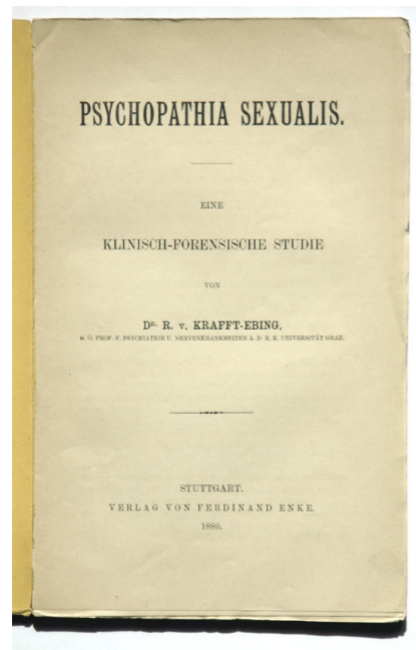 PSYCHOPATHIA SEXUALIS.
EINE
KLINISCH-FORENSISCHE STUDIE
VON
DR. R. v. KRAFFT-EBING,
O. Ö. PROF. F. PSYCHIATRIE U. NERVENKRANKHEITEN A. D. K. K. UNIVERSITÄT GRAZ.
STUTTGART.
VERLAG VON FERDINAND ENKE.
1886.